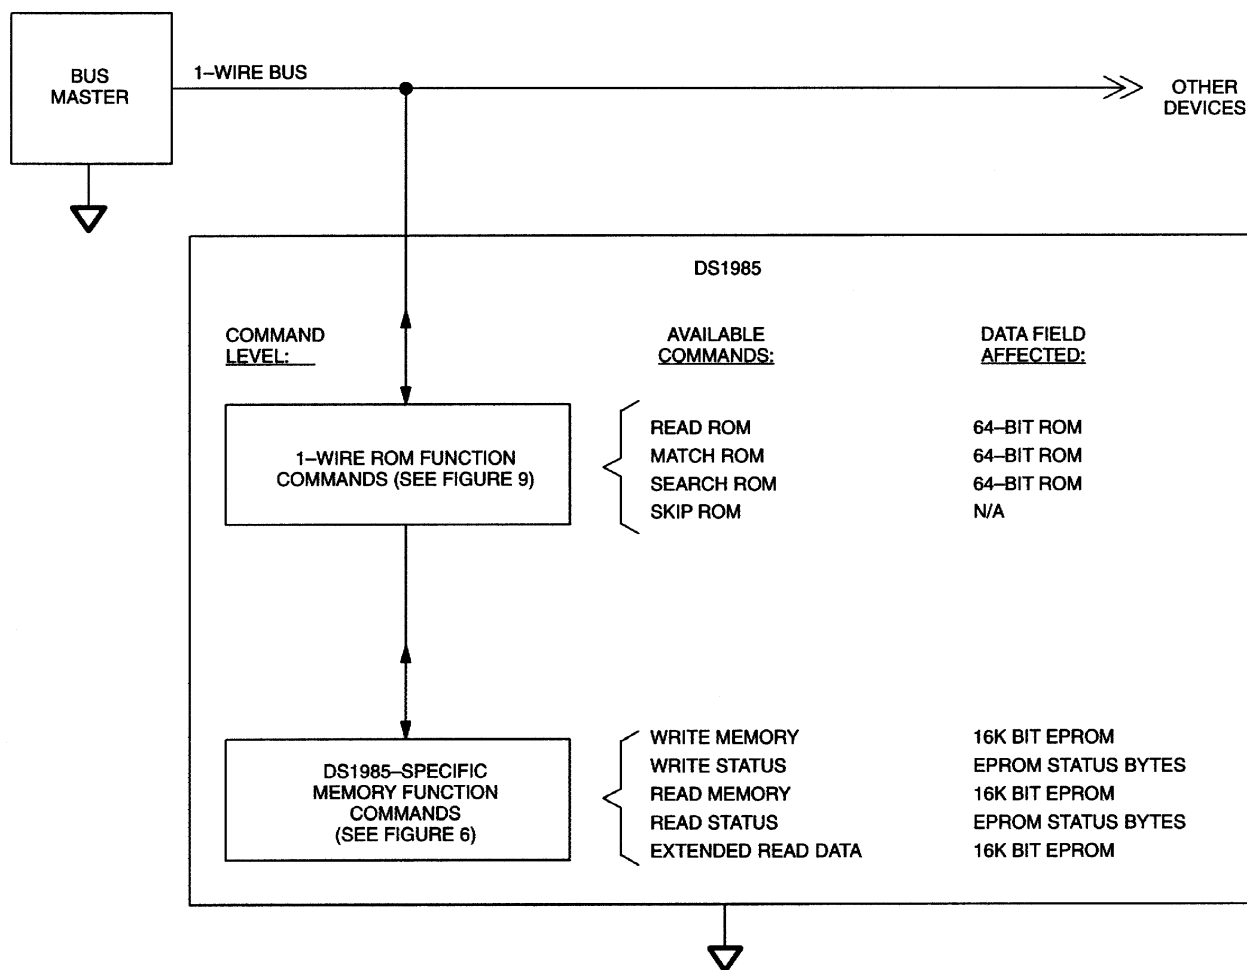 BUS
MASTER
1–WIRE BUS
OTHER
DEVICES
DS1985
COMMAND
LEVEL:
AVAILABLE
COMMANDS:
DATA FIELD
AFFECTED:
1–WIRE ROM FUNCTION
COMMANDS (SEE FIGURE 9)
READ ROM 64–BIT ROM
MATCH ROM 64–BIT ROM
SEARCH ROM 64–BIT ROM
SKIP ROM N/A
DS1985–SPECIFIC
MEMORY FUNCTION
COMMANDS
(SEE FIGURE 6)
WRITE MEMORY 16K BIT EPROM
WRITE STATUS EPROM STATUS BYTES
READ MEMORY 16K BIT EPROM
READ STATUS EPROM STATUS BYTES
EXTENDED READ DATA 16K BIT EPROM